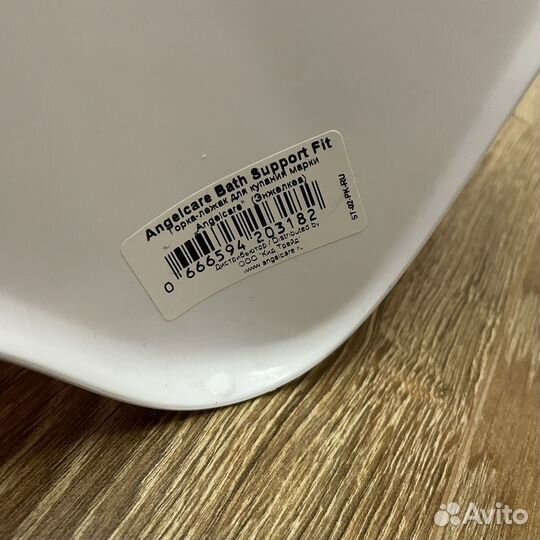 Angelcare Bath Support Fit
Горка-лежак для купания марки
Angelcare" (Энжелкеа)
0 666594 203182
Дистрибьютор / Distributed by
ООО "Кид Трейд"
www.angelcare.ru
ST-02-PK-RU
Avito